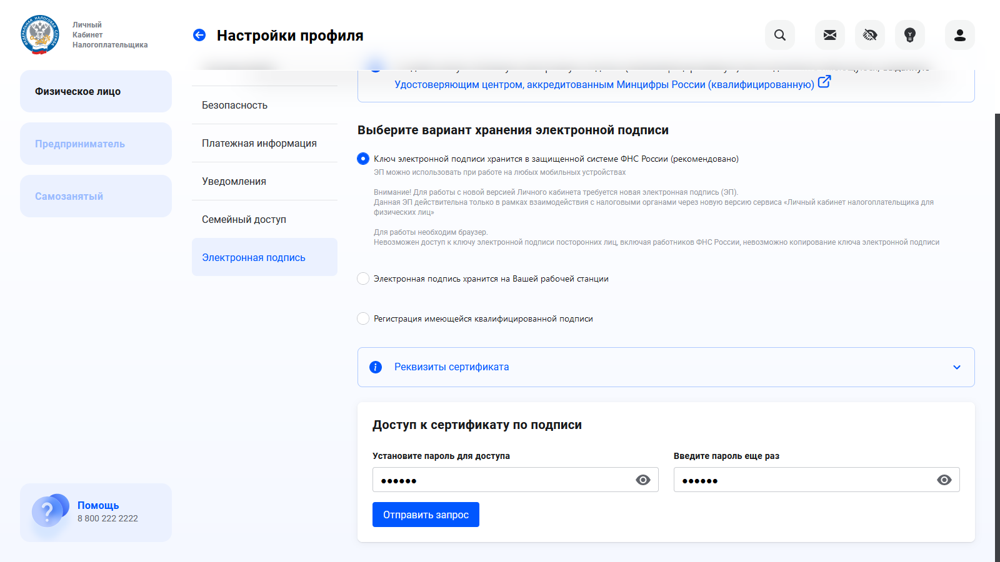 Личный
Кабинет
Налогоплательщика
Настройки профиля
Физическое лицо
Предприниматель
Самозанятый
Безопасность
Платежная информация
Уведомления
Семейный доступ
Электронная подпись
Удостоверяющим центром, аккредитованным Минцифры России (квалифицированную)
Выберите вариант хранения электронной подписи
Ключ электронной подписи хранится в защищенной системе ФНС России (рекомендовано)
ЭП можно использовать при работе на любых мобильных устройствах
Внимание! Для работы с новой версией Личного кабинета требуется новая электронная подпись (ЭП).
Данная ЭП действительна только в рамках взаимодействия с налоговыми органами через новую версию сервиса «Личный кабинет налогоплательщика для
физических лиц»
Для работы необходим браузер.
Невозможен доступ к ключу электронной подписи посторонних лиц, включая работников ФНС России, невозможно копирование ключа электронной подписи
Электронная подпись хранится на Вашей рабочей станции
Регистрация имеющейся квалифицированной подписи
Реквизиты сертификата
Доступ к сертификату по подписи
Установите пароль для доступа
Введите пароль еще раз
Отправить запрос
Помощь
8 800 222 2222